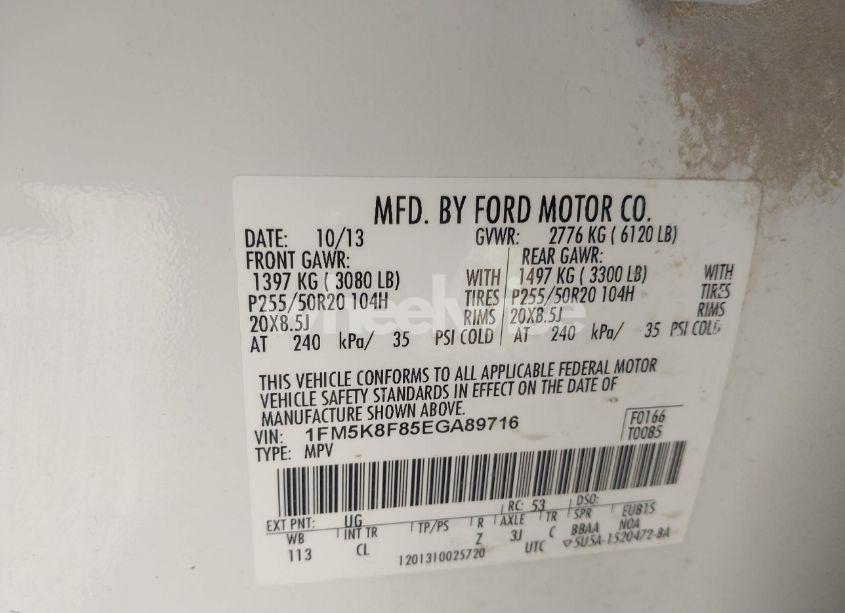 MFD. BY FORD MOTOR CO.
DATE: 10/13 GVWR: 2776 KG ( 6120 LB)
FRONT GAWR: REAR GAWR:
1397 KG ( 3080 LB) WITH 1497 KG ( 3300 LB) WITH
P255/50R20 104H TIRES P255/50R20 104H TIRES
20X8.5J RIMS 20X8.5J RIMS
AT 240 kPa/ 35 PSI COLD AT 240 kPa/ 35 PSI COLD
THIS VEHICLE CONFORMS TO ALL APPLICABLE FEDERAL MOTOR
VEHICLE SAFETY STANDARDS IN EFFECT ON THE DATE OF
MANUFACTURE SHOWN ABOVE.
VIN: 1FM5K8F85EGA89716 F0166
TYPE: MPV T0085
EXT PNT: UG RC: 53 DSO:
WB INT TR TP/PS R AXLE TR SPR EUB1S
113 CL Z 3J C BBAA NOA
1201310025720 UTC 5U5A-1520472-BA